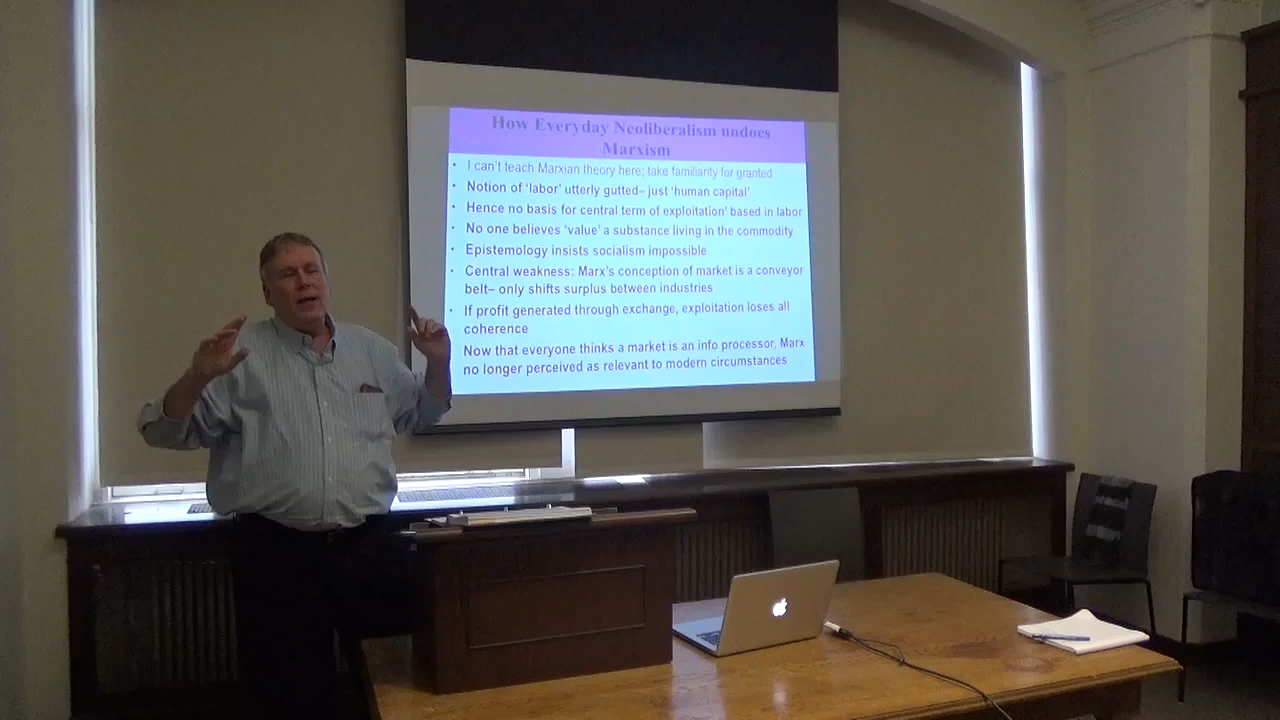 How Everyday Neoliberalism undoes
Marxism
• I can't teach Marxian theory here; take familiarity for granted
• Notion of 'labor' utterly gutted– just 'human capital'
• Hence no basis for central term of exploitation' based in labor
• No one believes 'value' a substance living in the commodity
• Epistemology insists socialism impossible
• Central weakness: Marx's conception of market is a conveyor
belt– only shifts surplus between industries
• If profit generated through exchange, exploitation loses all
coherence
Now that everyone thinks a market is an info processor, Marx
no longer perceived as relevant to modern circumstances